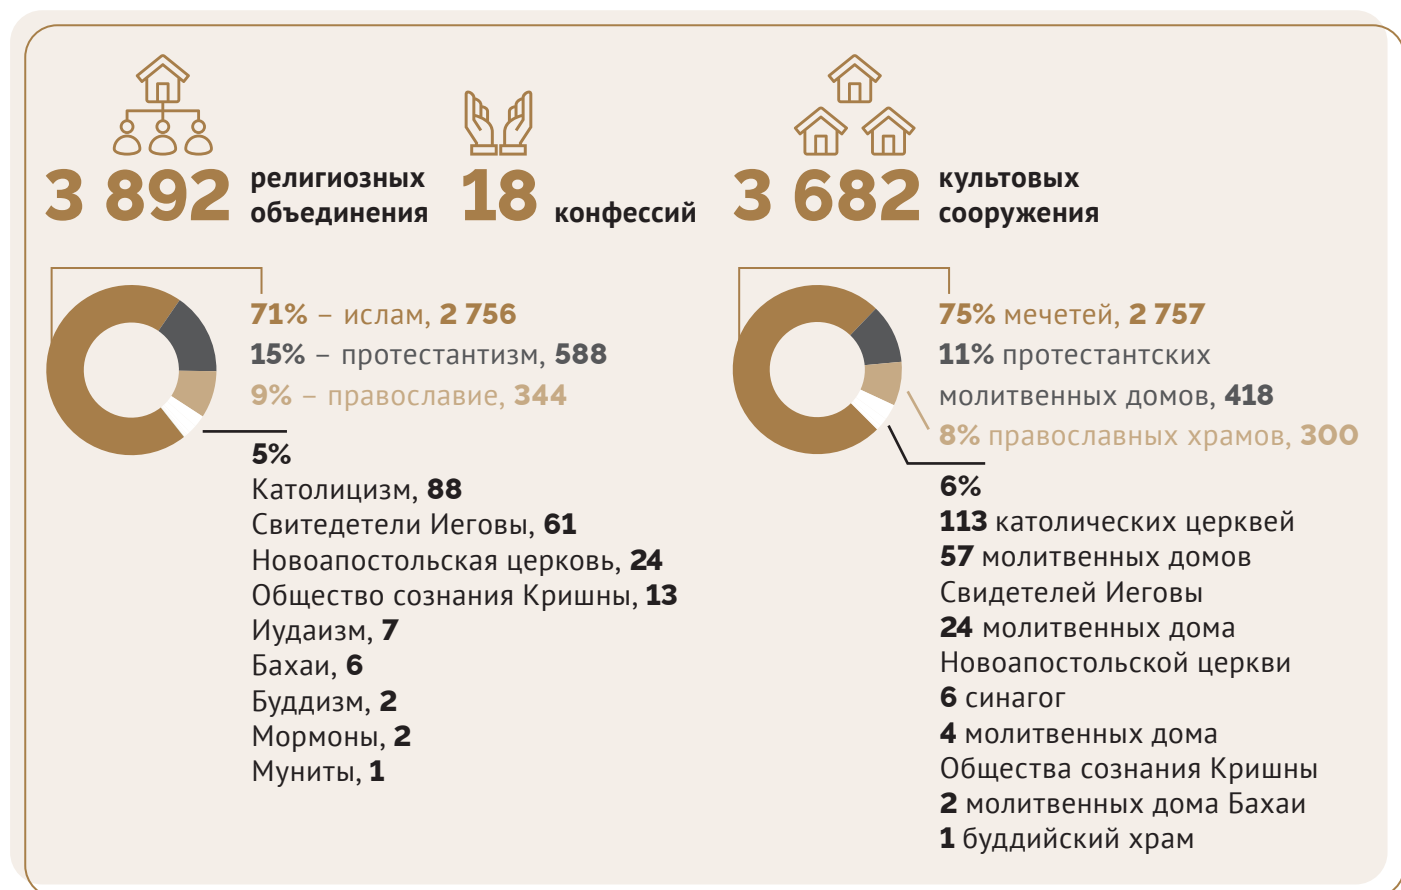 3 892 религиозных
объединения
18 конфессий
3 682 культовых
сооружения
71% – ислам, 2 756
15% – протестантизм, 588
9% – православие, 344
5%
Католицизм, 88
Свитедетели Иеговы, 61
Новоапостольская церковь, 24
Общество сознания Кришны, 13
Иудаизм, 7
Бахаи, 6
Буддизм, 2
Мормоны, 2
Муниты, 1
75% мечетей, 2 757
11% протестантских
молитвенных домов, 418
8% православных храмов, 300
6%
113 католических церквей
57 молитвенных домов
Свидетелей Иеговы
24 молитвенных дома
Новоапостольской церкви
6 синагог
4 молитвенных дома
Общества сознания Кришны
2 молитвенных дома Бахаи
1 буддийский храм